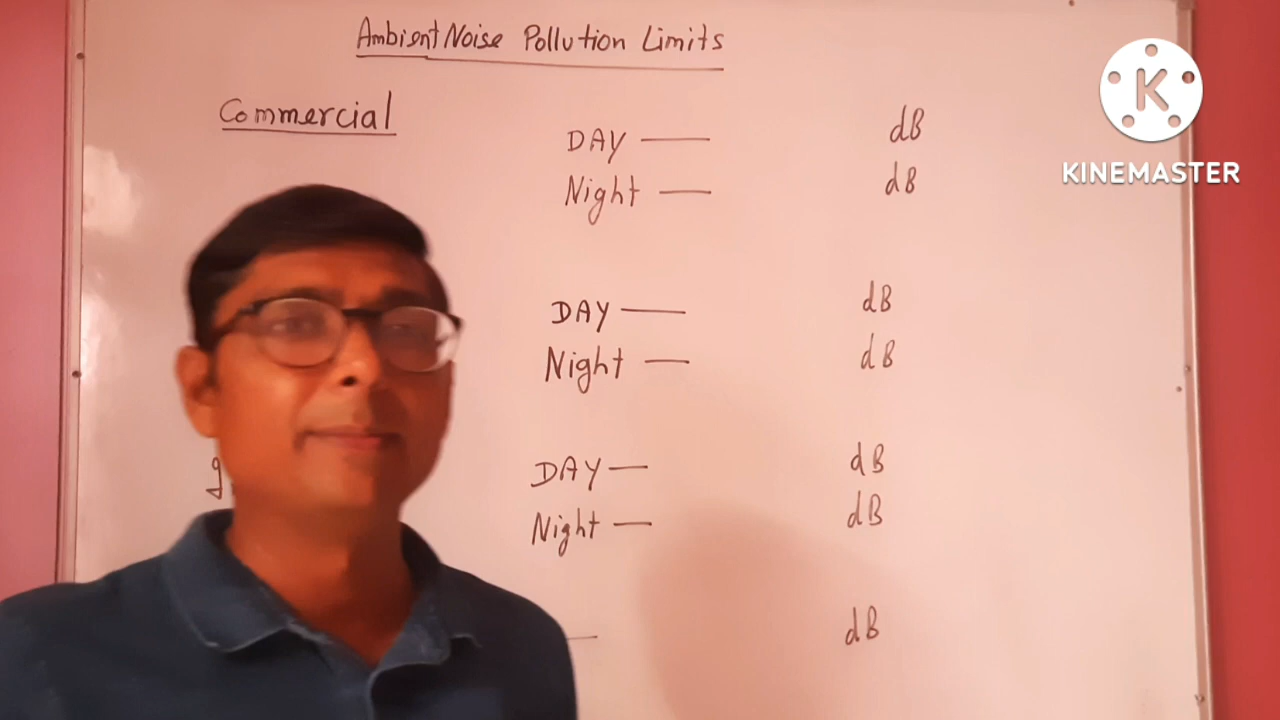 Ambient Noise Pollution Limits
Commercial
DAY — dB
Night — dB
DAY — dB
Night — dB
DAY — dB
Night — dB
— dB
KINEMASTER